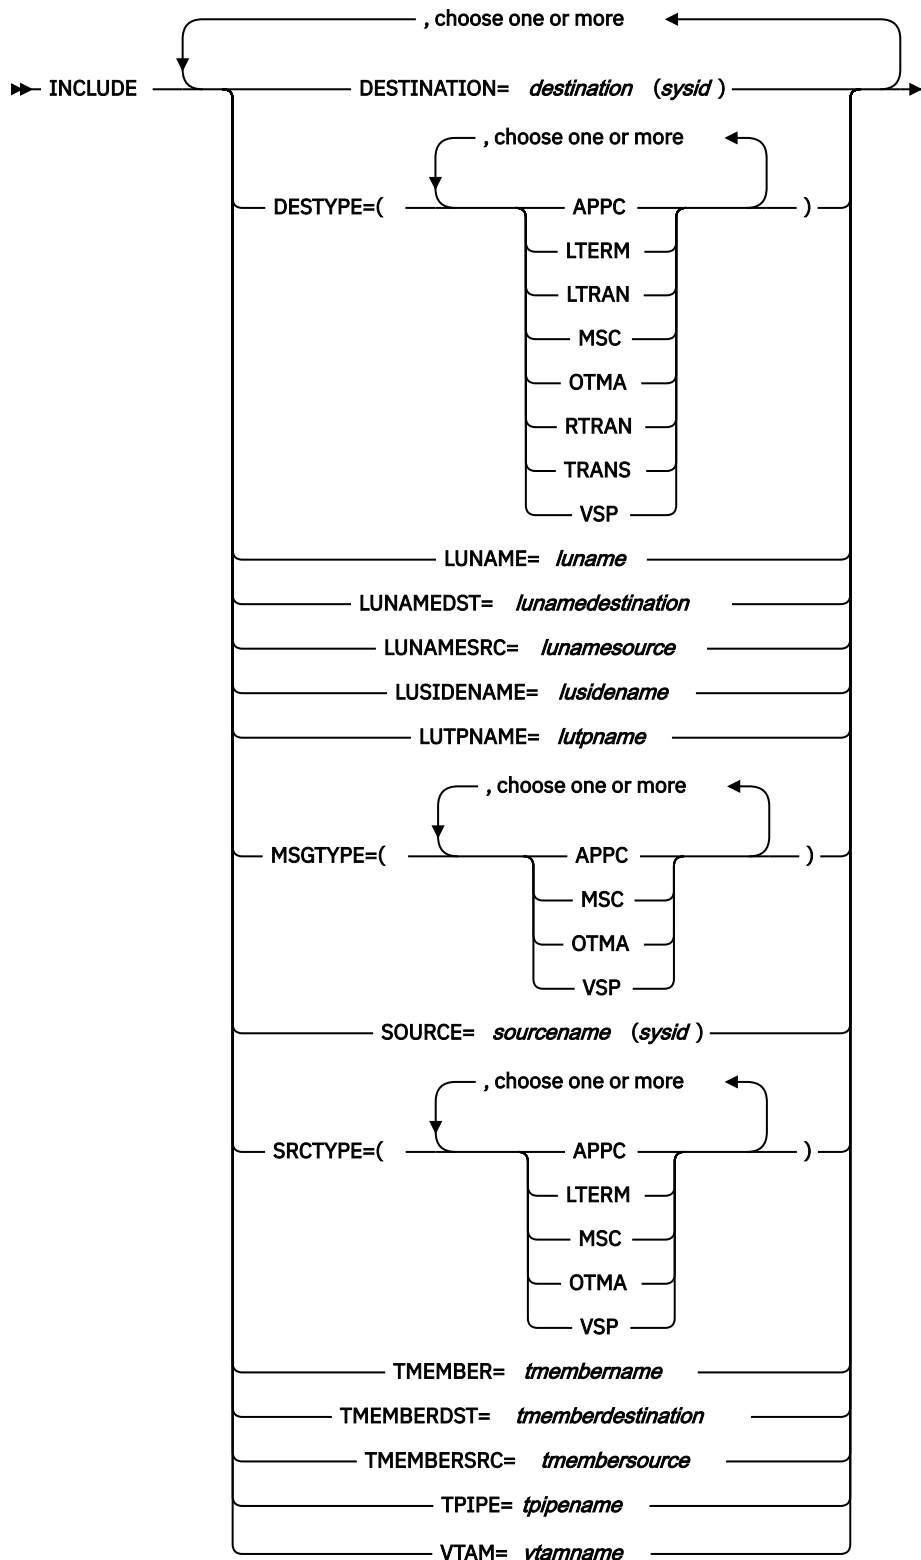 , choose one or more
INCLUDE DESTINATION= destination (sysid )
, choose one or more
DESTYPE=( APPC )
LTERM
LTRAN
MSC
OTMA
RTRAN
TRANS
VSP
LUNAME= luname
LUNAMEDST= lunamedestination
LUNAMESRC= lunamesource
LUSIDENAME= lusidename
LUTPNAME= lutpname
, choose one or more
MSGTYPE=( APPC )
MSC
OTMA
VSP
SOURCE= sourcename (sysid )
, choose one or more
SRCTYPE=( APPC )
LTERM
MSC
OTMA
VSP
TMEMBER= tmembername
TMEMBERDST= tmemberdestination
TMEMBERSRC= tmembersource
TPIPE= tpipename
VTAM= vtamname